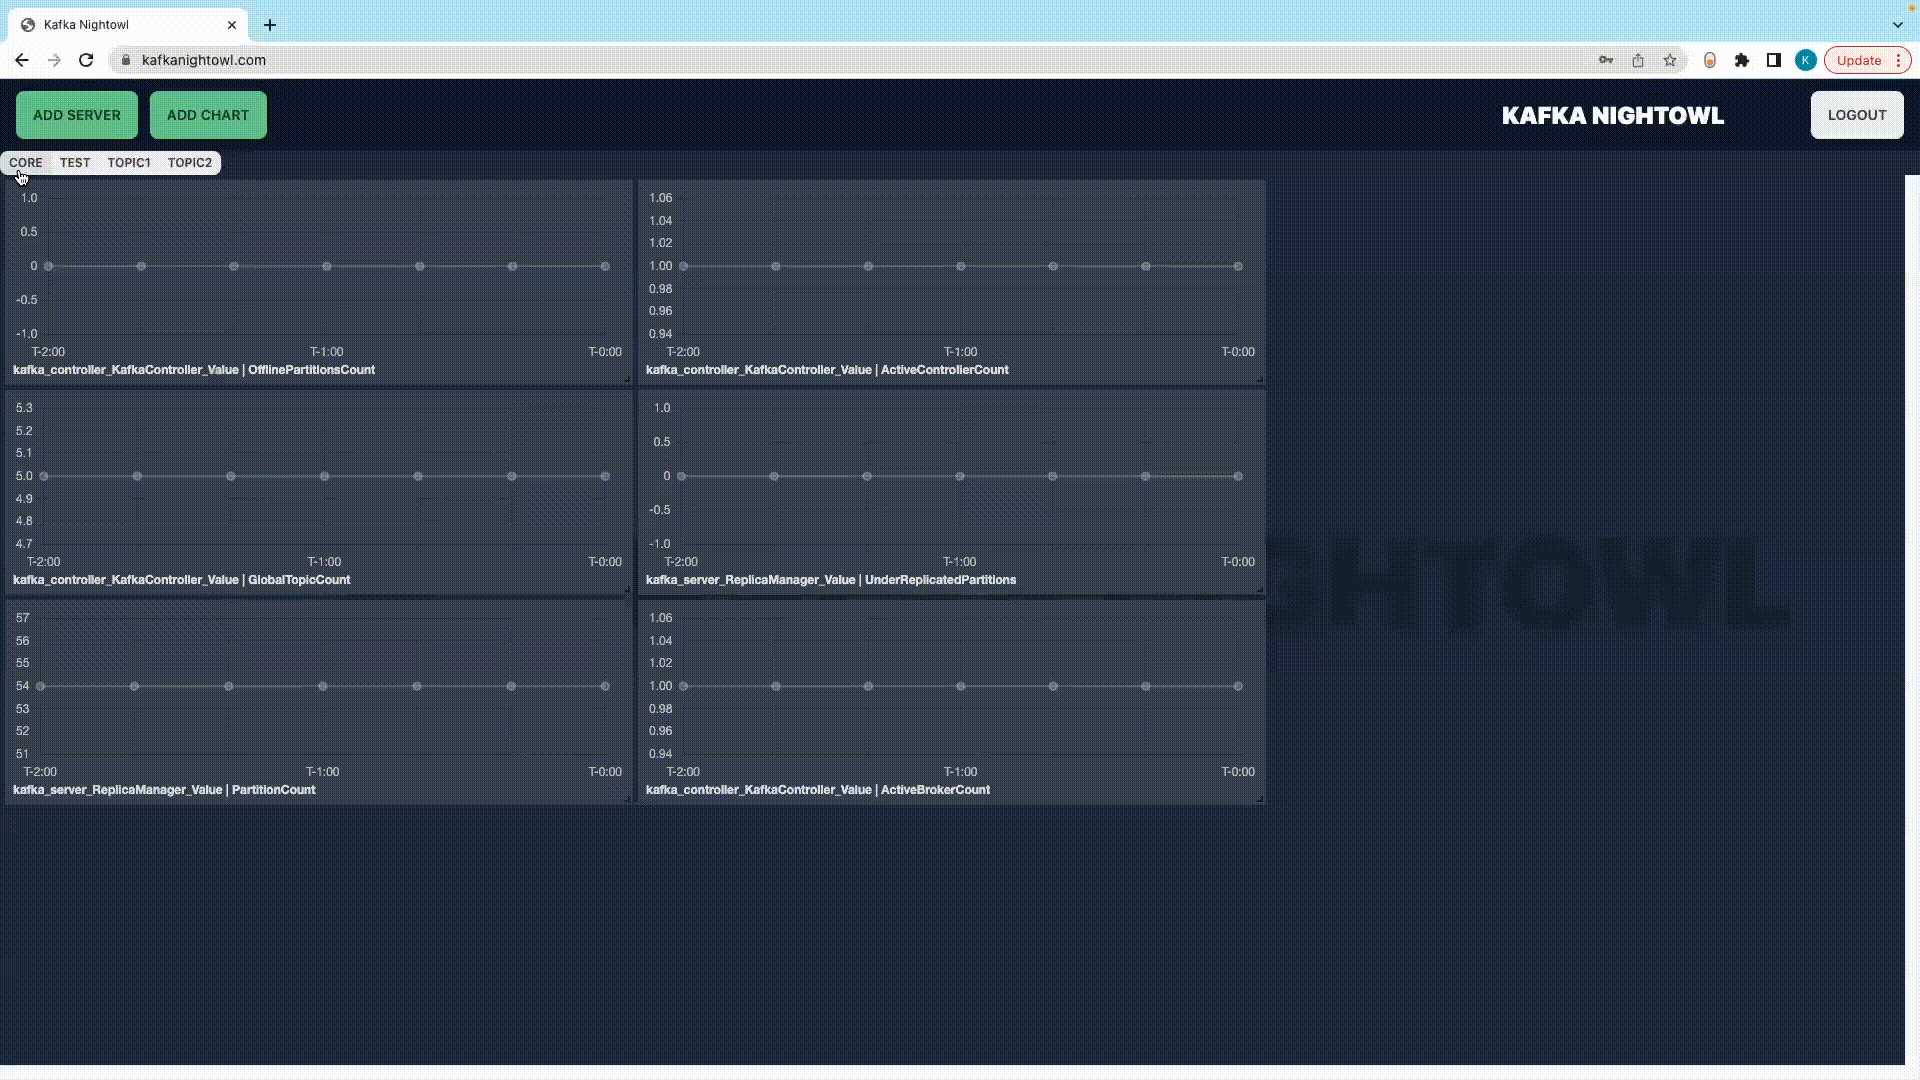 Kafka Nightowl
kafkanightowl.com
K
Update
ADD SERVER
ADD CHART
KAFKA NIGHTOWL
LOGOUT
CORE
TEST
TOPIC1
TOPIC2
1.0
0.5
0
-0.5
-1.0
T-2:00
T-1:00
T-0:00
kafka_controller_KafkaController_Value | OfflinePartitionsCount
1.06
1.04
1.02
1.00
0.98
0.96
0.94
T-2:00
T-1:00
T-0:00
kafka_controller_KafkaController_Value | ActiveControllerCount
5.3
5.2
5.1
5.0
4.9
4.8
4.7
T-2:00
T-1:00
T-0:00
kafka_controller_KafkaController_Value | GlobalTopicCount
1.0
0.5
0
-0.5
-1.0
T-2:00
T-1:00
T-0:00
kafka_server_ReplicaManager_Value | UnderReplicatedPartitions
57
56
55
54
53
52
51
T-2:00
T-1:00
T-0:00
kafka_server_ReplicaManager_Value | PartitionCount
1.06
1.04
1.02
1.00
0.98
0.96
0.94
T-2:00
T-1:00
T-0:00
kafka_controller_KafkaController_Value | ActiveBrokerCount
GHTOWL